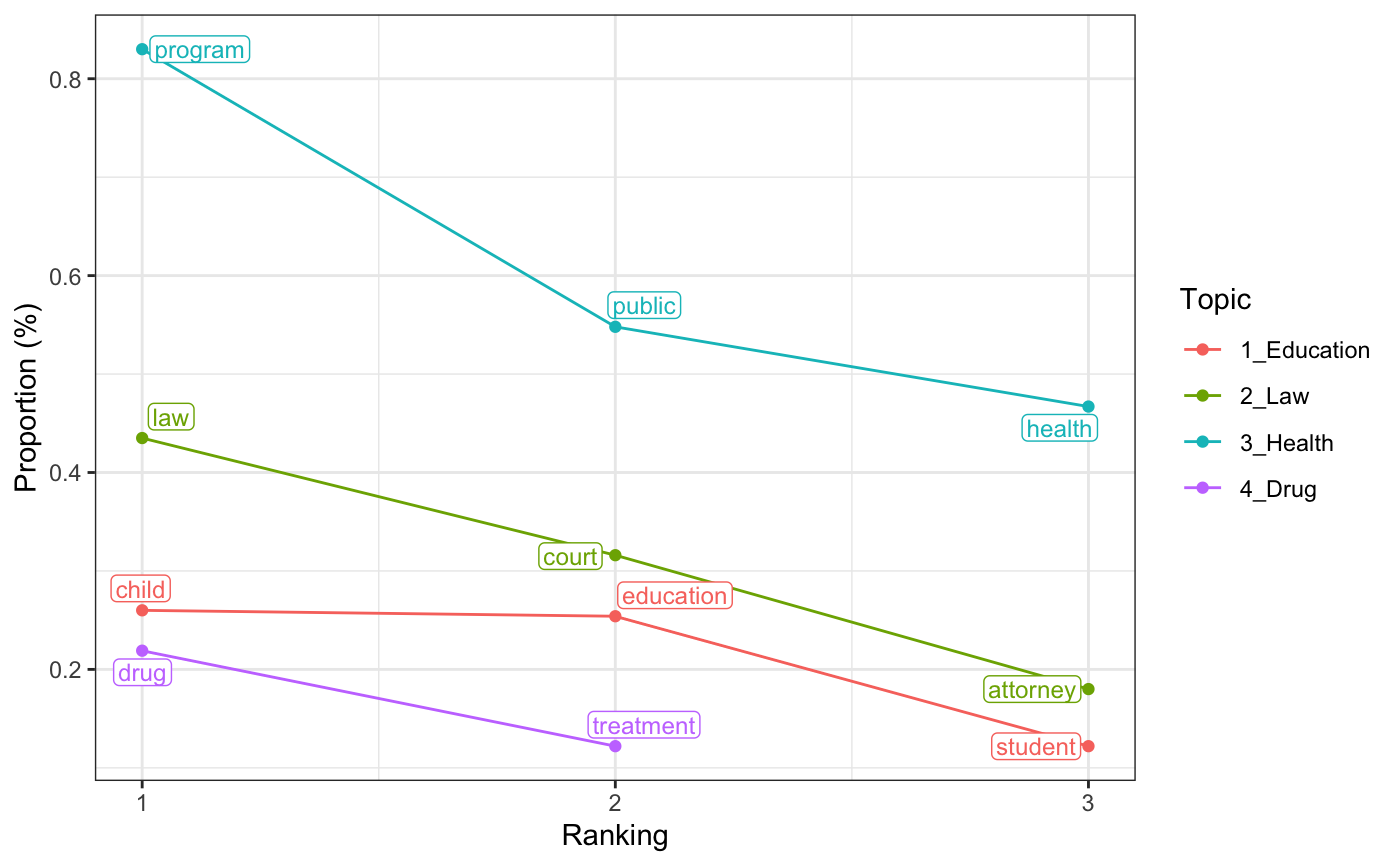 program
0.8
0.6
public
law
health
0.4
court
child
education
0.2
drug
attorney
treatment
student
1
2
3
Ranking
Proportion (%)
Topic
1_Education
2_Law
3_Health
4_Drug